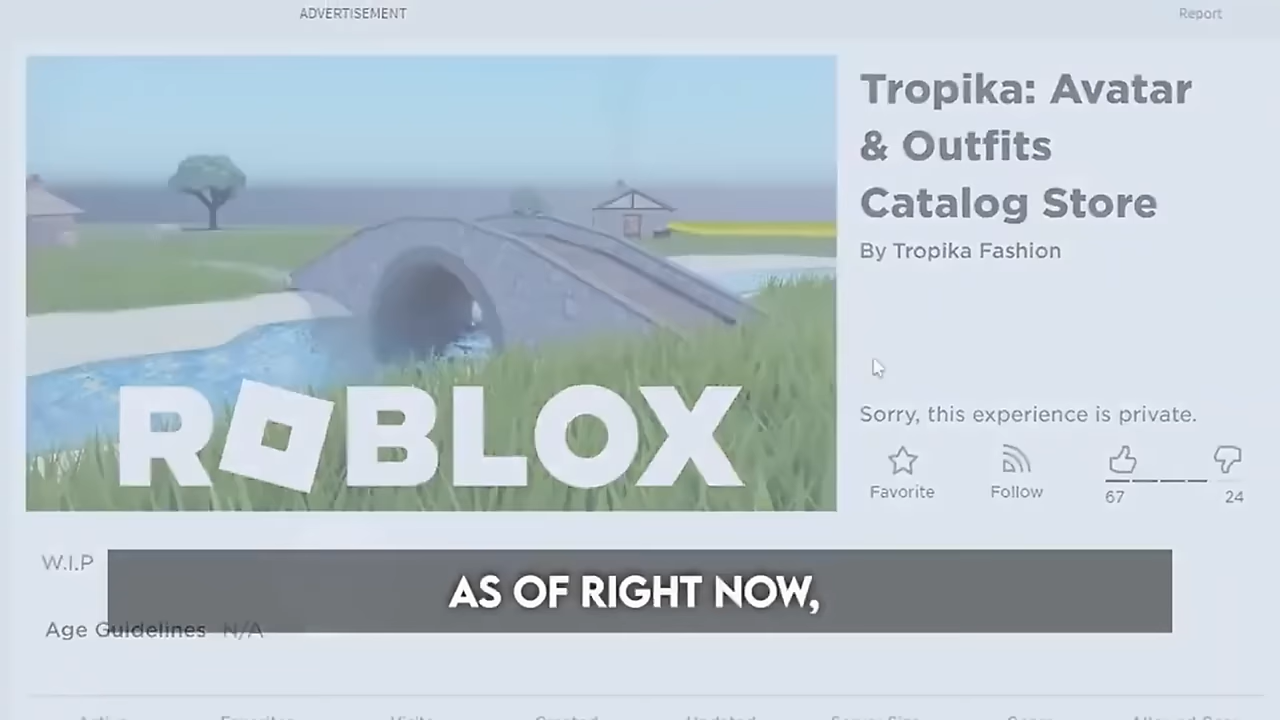 ADVERTISEMENT
Report
Tropika: Avatar
& Outfits
Catalog Store
By Tropika Fashion
Sorry, this experience is private.
Favorite
Follow
67
24
ROBLOX
W.I.P
AS OF RIGHT NOW,
Age Guidelines N/A